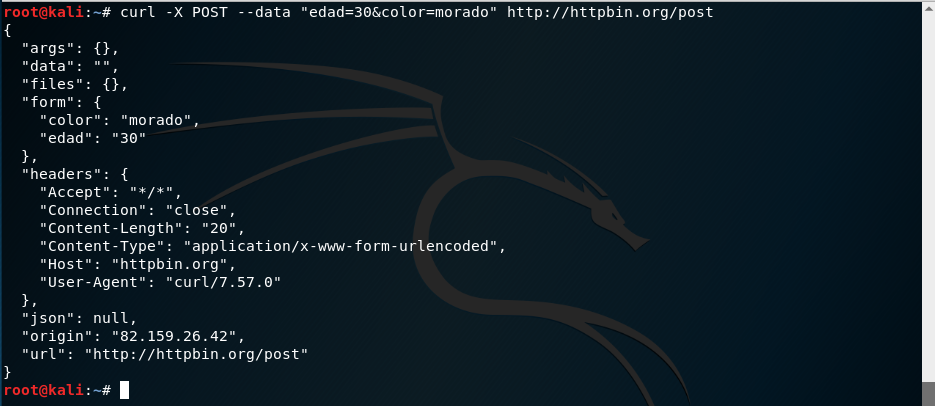 root@kali:~# curl -X POST --data "edad=30&color=morado" http://httpbin.org/post
{
  "args": {},
  "data": "",
  "files": {},
  "form": {
    "color": "morado",
    "edad": "30"
  },
  "headers": {
    "Accept": "*/*",
    "Connection": "close",
    "Content-Length": "20",
    "Content-Type": "application/x-www-form-urlencoded",
    "Host": "httpbin.org",
    "User-Agent": "curl/7.57.0"
  },
  "json": null,
  "origin": "82.159.26.42",
  "url": "http://httpbin.org/post"
}
root@kali:~#